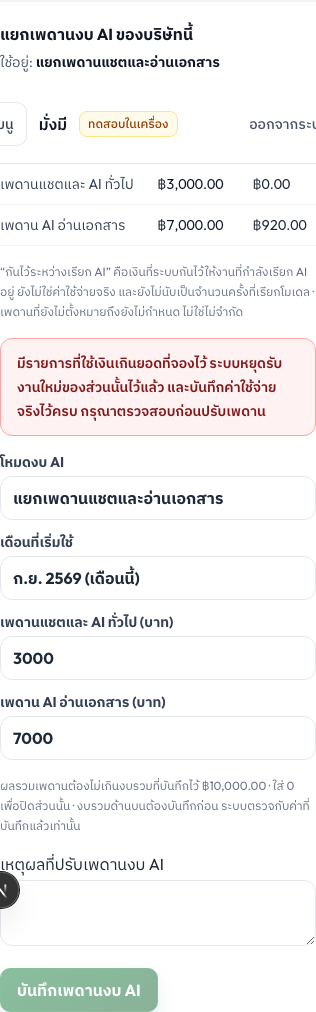 แยกเพดานงบ AI ของบริษัทนี้
ใช้อยู่: แยกเพดานแชตและอ่านเอกสาร
มั่งมี ทดสอบในเครื่อง
เพดานแชตและ AI ทั่วไป ฿3,000.00 ฿0.00
เพดาน AI อ่านเอกสาร ฿7,000.00 ฿920.00
“กันไว้ระหว่างเรียก AI” คือเงินที่ระบบกันไว้ให้งานที่กำลังเรียก AI
อยู่ ยังไม่ใช่ค่าใช้จ่ายจริง และยังไม่นับเป็นจำนวนครั้งที่เรียกโมเดล ·
เพดานที่ยังไม่ตั้งหมายถึงยังไม่กำหนด ไม่ใช่ไม่จำกัด
มีรายการที่ใช้เงินเกินยอดที่จองไว้ ระบบหยุดรับ
งานใหม่ของส่วนนั้นไว้แล้ว และบันทึกค่าใช้จ่าย
จริงไว้ครบ กรุณาตรวจสอบก่อนปรับเพดาน
โหมดงบ AI
แยกเพดานแชตและอ่านเอกสาร
เดือนที่เริ่มใช้
ก.ย. 2569 (เดือนนี้)
เพดานแชตและ AI ทั่วไป (บาท)
3000
เพดาน AI อ่านเอกสาร (บาท)
7000
ผลรวมเพดานต้องไม่เกินงบรวมที่บันทึกไว้ ฿10,000.00 · ใส่ 0
เพื่อปิดส่วนนั้น · งบรวมด้านบนต้องบันทึกก่อน ระบบตรวจกับค่าที่
บันทึกแล้วเท่านั้น
เหตุผลที่ปรับเพดานงบ AI
บันทึกเพดานงบ AI